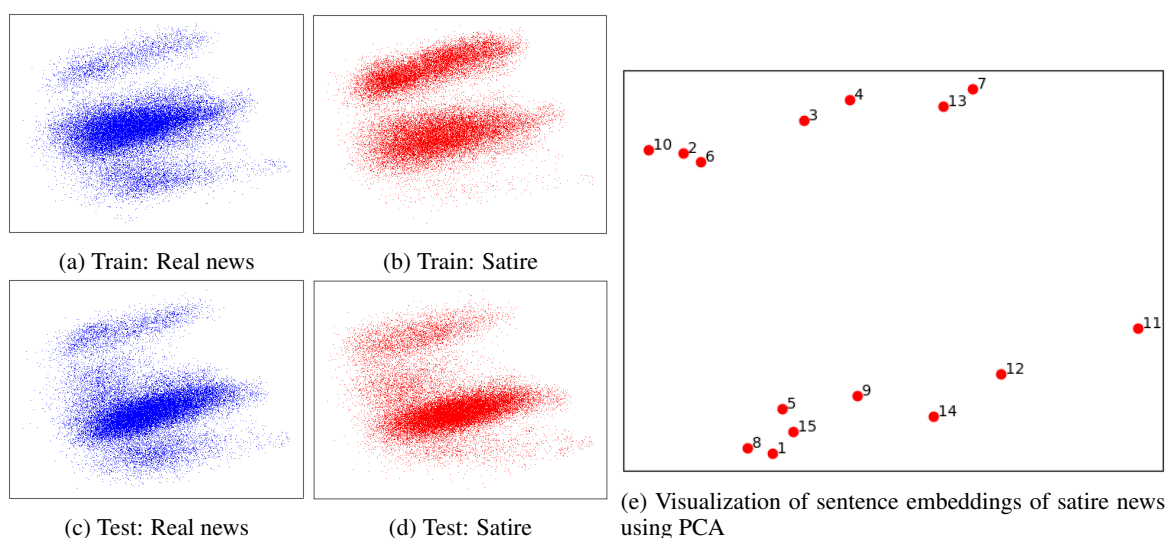 (a) Train: Real news
(b) Train: Satire
(c) Test: Real news
(d) Test: Satire
7
4
13
3
10
2
6
11
12
9
5
14
15
8
1
(e) Visualization of sentence embeddings of satire news
using PCA